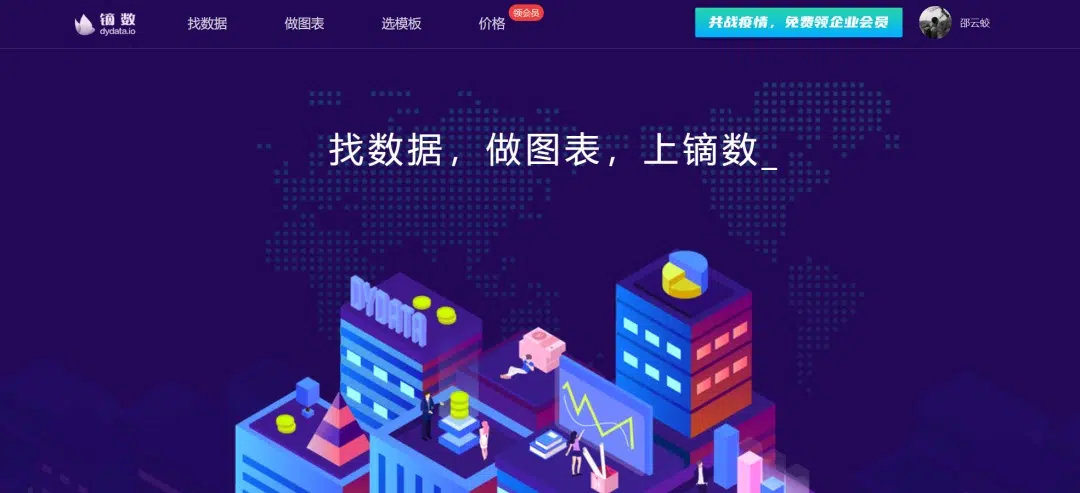 镝数
dydata.io
找数据
做图表
选模板
价格
领会员
共战疫情，免费领企业会员
邵云蛟
找数据，做图表，上镝数_
DYDATA